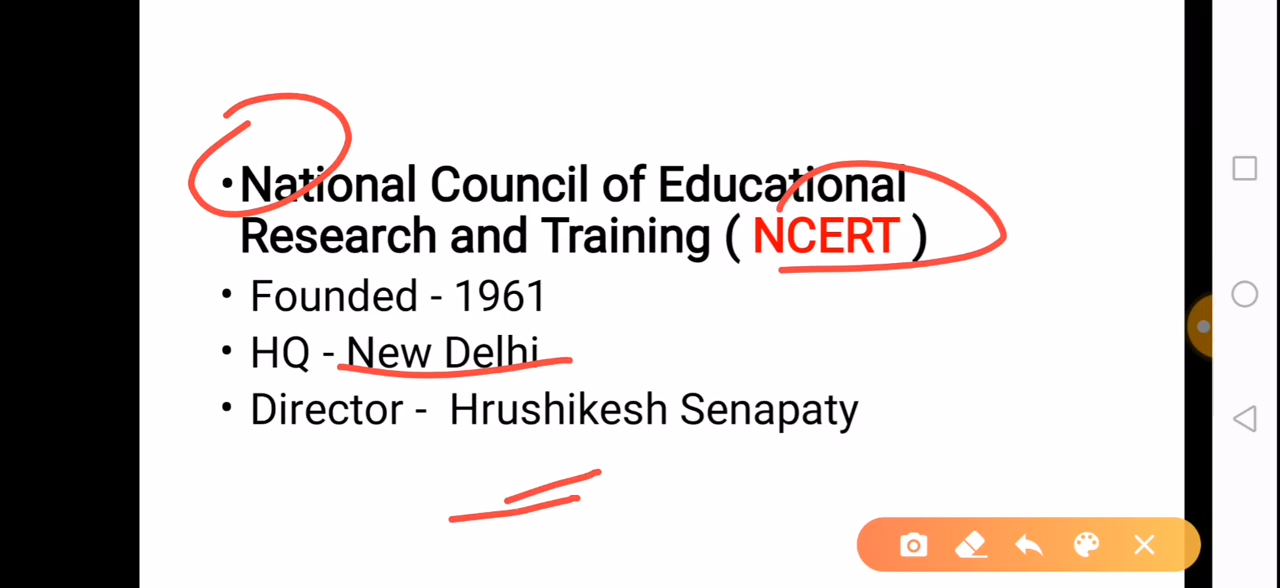 •National Council of Educational
Research and Training ( NCERT )
• Founded - 1961
• HQ - New Delhi
• Director - Hrushikesh Senapaty